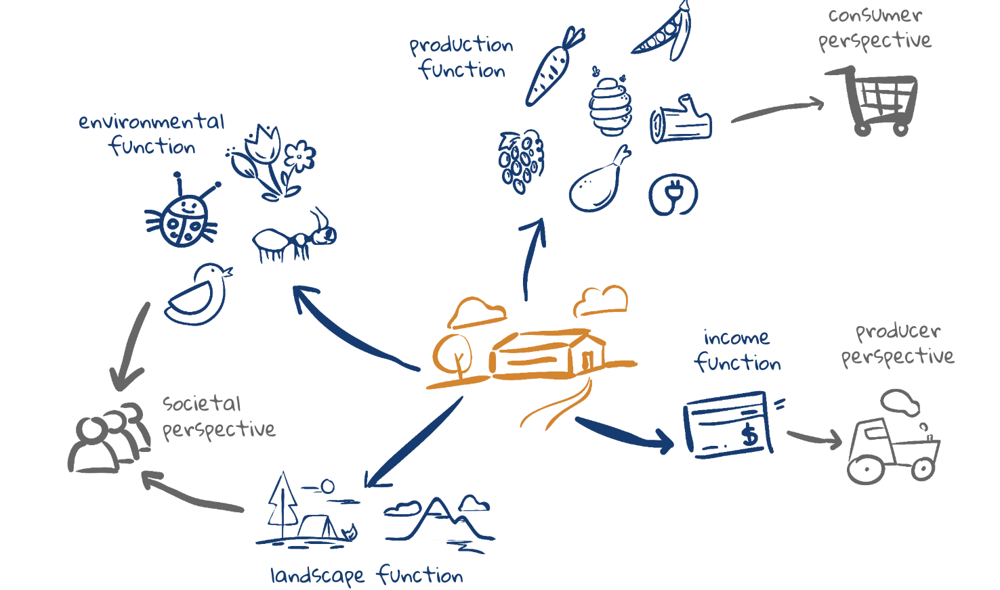 consumer
perspective
production
function
environmental
function
income
function
producer
perspective
$
societal
perspective
landscape function